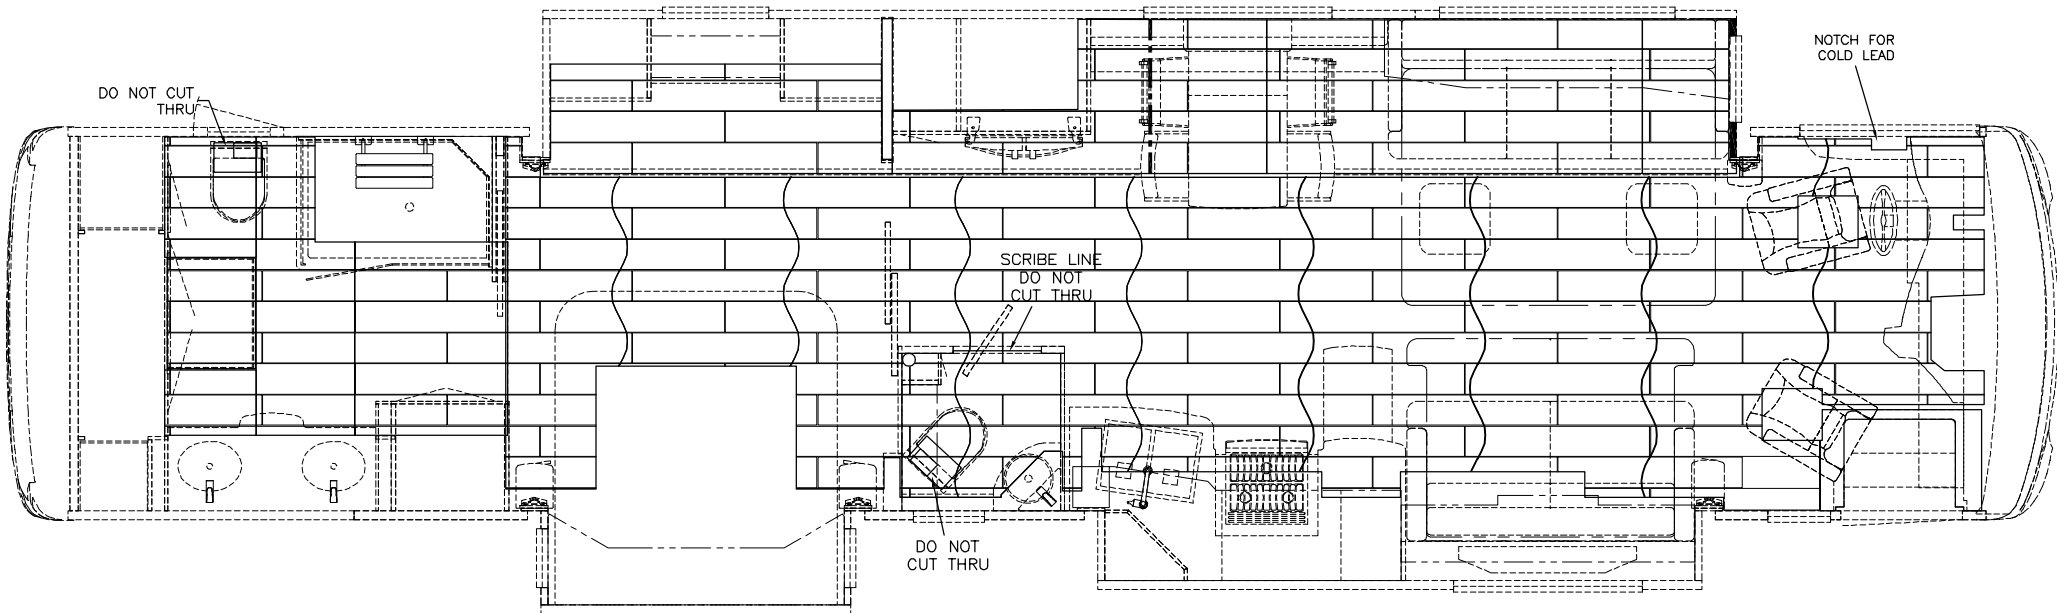 DO NOT CUT
THRU
NOTCH FOR
COLD LEAD
SCRIBE LINE
DO NOT
CUT THRU
DO NOT
CUT THRU